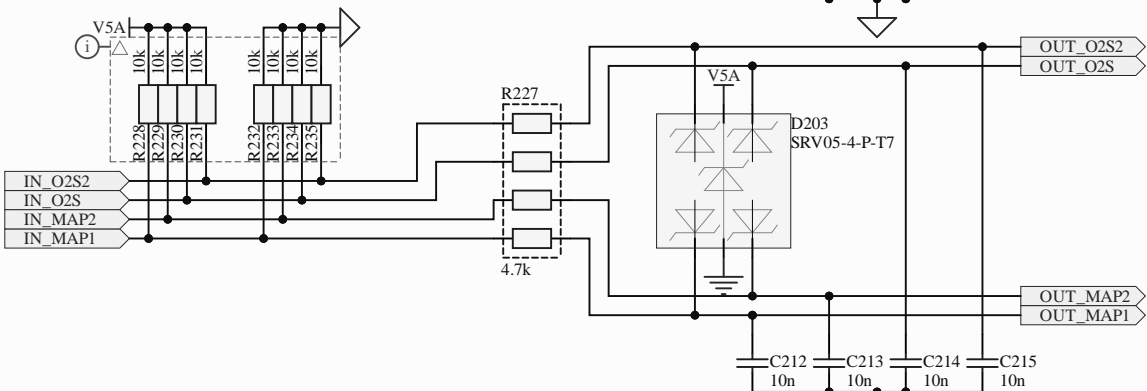 V5A
i
10k
10k
10k
10k
10k
10k
10k
10k
R228
R229
R230
R231
R232
R233
R234
R235
IN_O2S2
IN_O2S
IN_MAP2
IN_MAP1
R227
4.7k
V5A
D203
SRV05-4-P-T7
OUT_O2S2
OUT_O2S
OUT_MAP2
OUT_MAP1
C212
10n
C213
10n
C214
10n
C215
10n